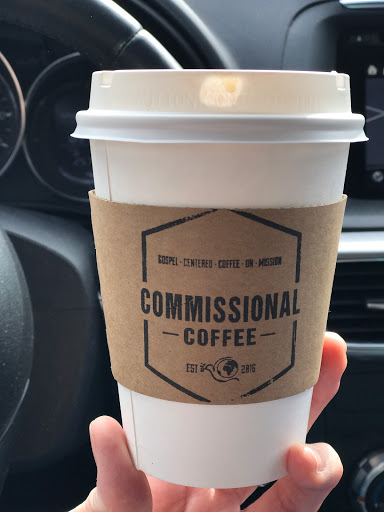 GOSPEL - CENTERED - COFFEE - ON - MISSION
COMMISSIONAL
— COFFEE —
EST 2016